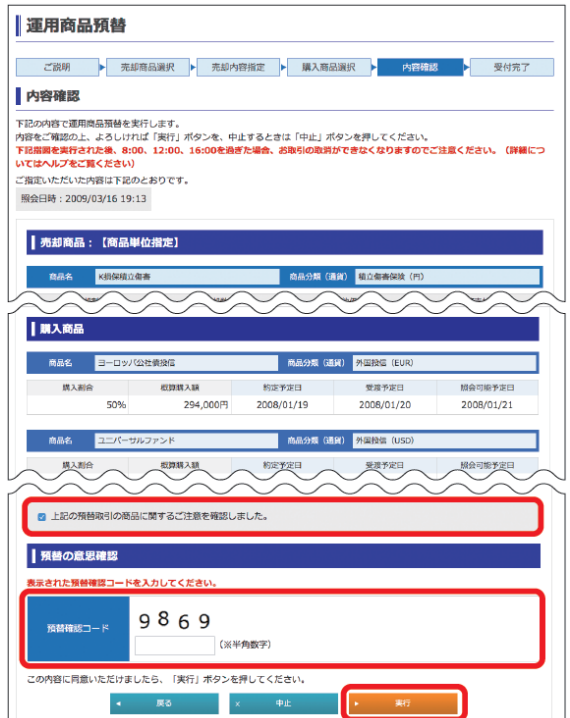 運用商品預替
ご説明 売却商品選択 売却内容指定 購入商品選択 内容確認 受付完了
内容確認
下記の内容で運用商品預替を実行します。
内容をご確認の上、よろしければ「実行」ボタンを、中止するときは「中止」ボタンを押してください。
下記指図を実行された後、8:00、12:00、16:00を過ぎた場合、お取引の取消ができなくなりますのでご注意ください。(詳細につ
いてはヘルプをご覧ください)
ご指定いただいた内容は下記のとおりです。
照会日時:2009/03/16 19:13
売却商品:【商品単位指定】
商品名 K損保積立傷害 商品分類(通貨) 積立傷害保険(円)
購入商品
商品名 ヨーロッパ公社債投信 商品分類(通貨) 外国投信(EUR)
購入割合 概算購入額 約定予定日 受渡予定日 照会可能予定日
50% 294,000円 2008/01/19 2008/01/20 2008/01/21
商品名 ユニバーサルファンド 商品分類(通貨) 外国投信(USD)
購入割合 概算購入額 約定予定日 受渡予定日 照会可能予定日
上記の預替取引の商品に関するご注意を確認しました。
預替の意思確認
表示された預替確認コードを入力してください。
預替確認コード 9869
(※半角数字)
この内容に同意いただけましたら、「実行」ボタンを押してください。
戻る × 中止 実行